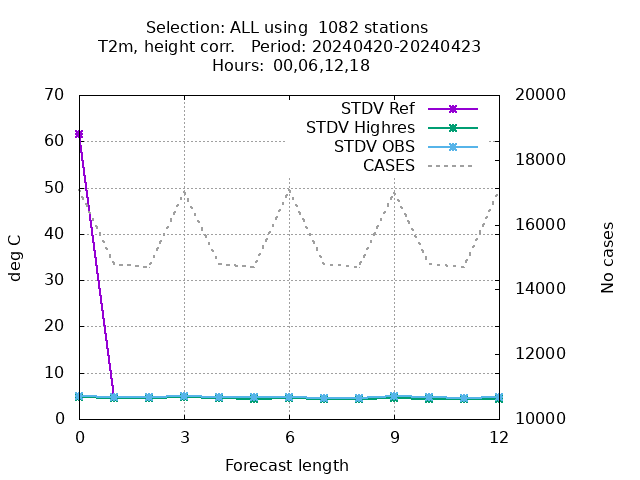 Selection: ALL using  1082 stations
T2m, height corr.   Period: 20240420-20240423
Hours:  00,06,12,18
70
60
50
40
30
20
10
0
20000
18000
16000
14000
12000
10000
STDV Ref
STDV Highres
STDV OBS
CASES
deg C
No cases
0 3 6 9 12
Forecast length